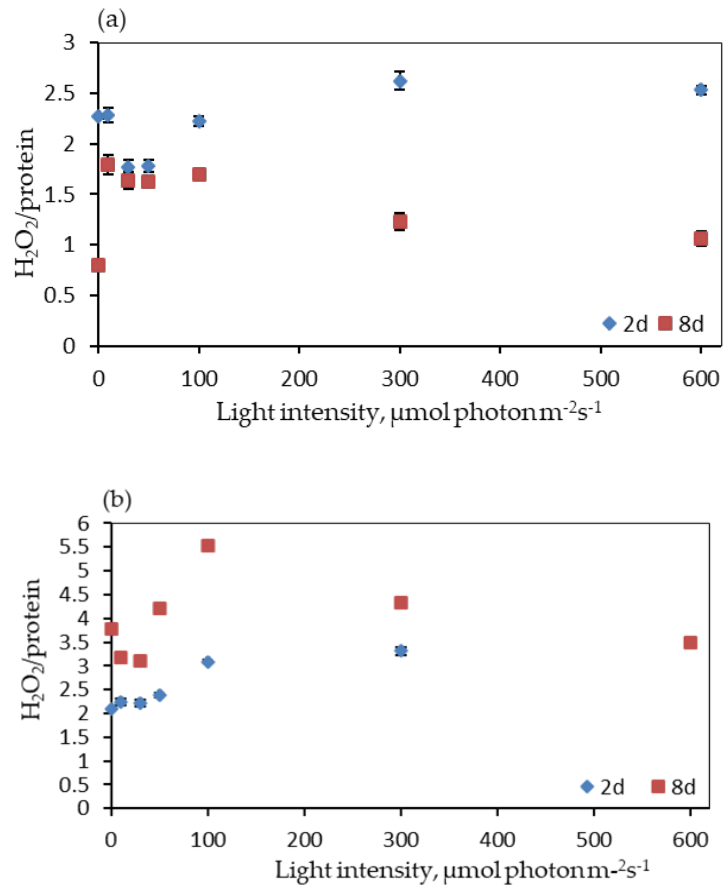 (a)
3
2.5
2
1.5
1
0.5
0
H₂O₂/protein
2d 8d
0 100 200 300 400 500 600
Light intensity, µmol photon m⁻²s⁻¹
(b)
6
5.5
5
4.5
4
3.5
3
2.5
2
1.5
1
0.5
0
H₂O₂/protein
2d 8d
0 100 200 300 400 500 600
Light intensity, µmol photon m-²s⁻¹